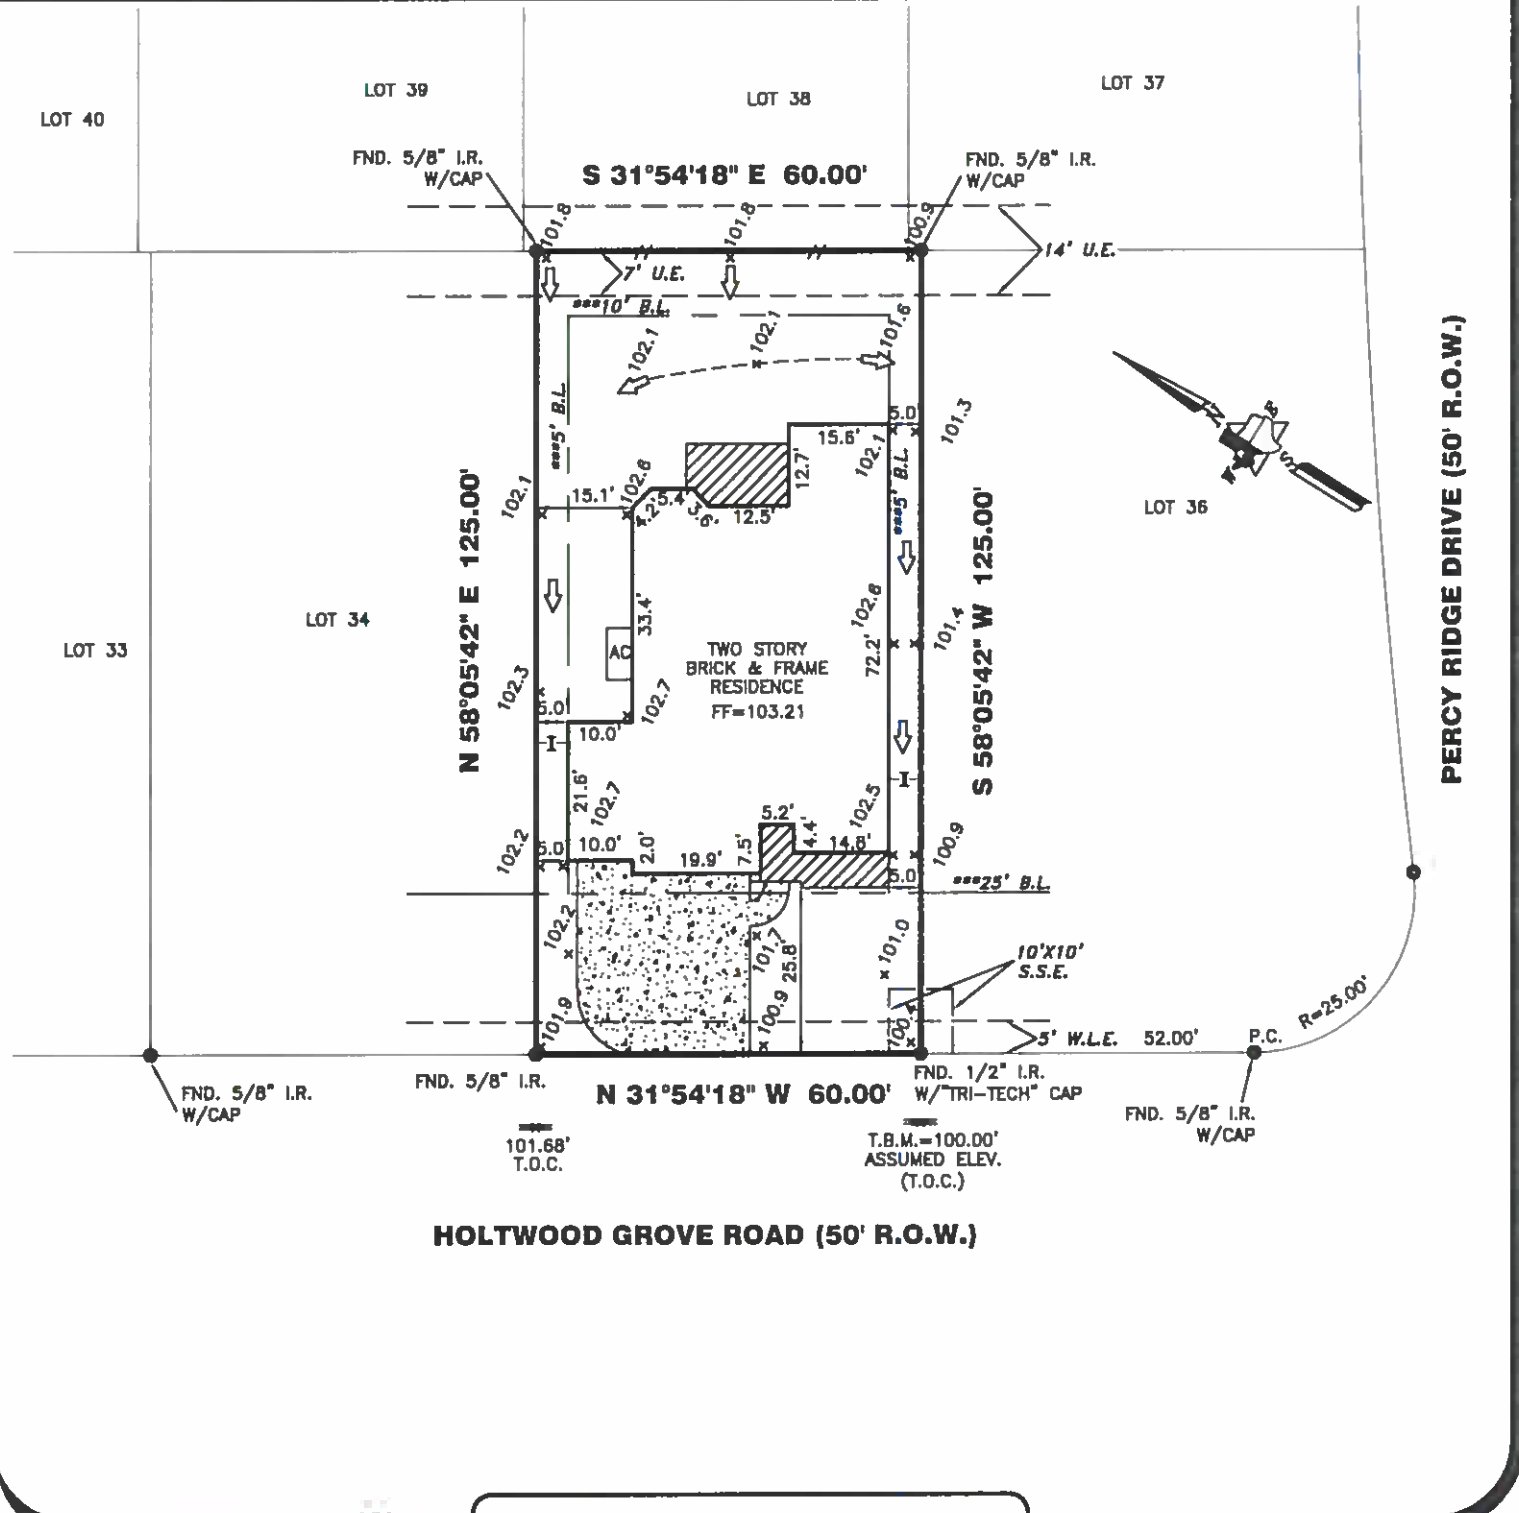 LOT 40
LOT 39
LOT 38
LOT 37
FND. 5/8" I.R.
W/CAP
S 31°54'18" E 60.00'
FND. 5/8" I.R.
W/CAP
101.8
101.8
100.9
14' U.E.
7' U.E.
***10' B.L.
102.1
102.1
101.6
***5' B.L.
5.0'
101.3
15.6'
102.1
12.7'
***5' B.L.
102.1
15.1'
102.6
4.2'
5.4'
3.6'
12.5'
N 58°05'42" E 125.00'
S 58°05'42" W 125.00'
N
E
S
W
LOT 36
PERCY RIDGE DRIVE (50' R.O.W.)
LOT 33
LOT 34
33.4'
AC
TWO STORY
BRICK & FRAME
RESIDENCE
FF=103.21
102.6
72.2'
101.4
102.3
5.0'
10.0'
102.7
I
I
21.6'
102.7
102.5
5.2'
4.4'
102.2
5.0'
10.0'
2.0'
19.9'
7.5'
14.8'
100.9
5.0'
***25' B.L.
102.2
101.7
25.8'
101.0
10'X10'
S.S.E.
101.9
100.9
5' W.L.E.
52.00'
P.C.
R=25.00'
FND. 5/8" I.R.
W/CAP
FND. 5/8" I.R.
N 31°54'18" W 60.00'
FND. 1/2" I.R.
W/"TRI-TECH" CAP
FND. 5/8" I.R.
W/CAP
101.68'
T.O.C.
T.B.M.=100.00'
ASSUMED ELEV.
(T.O.C.)
HOLTWOOD GROVE ROAD (50' R.O.W.)